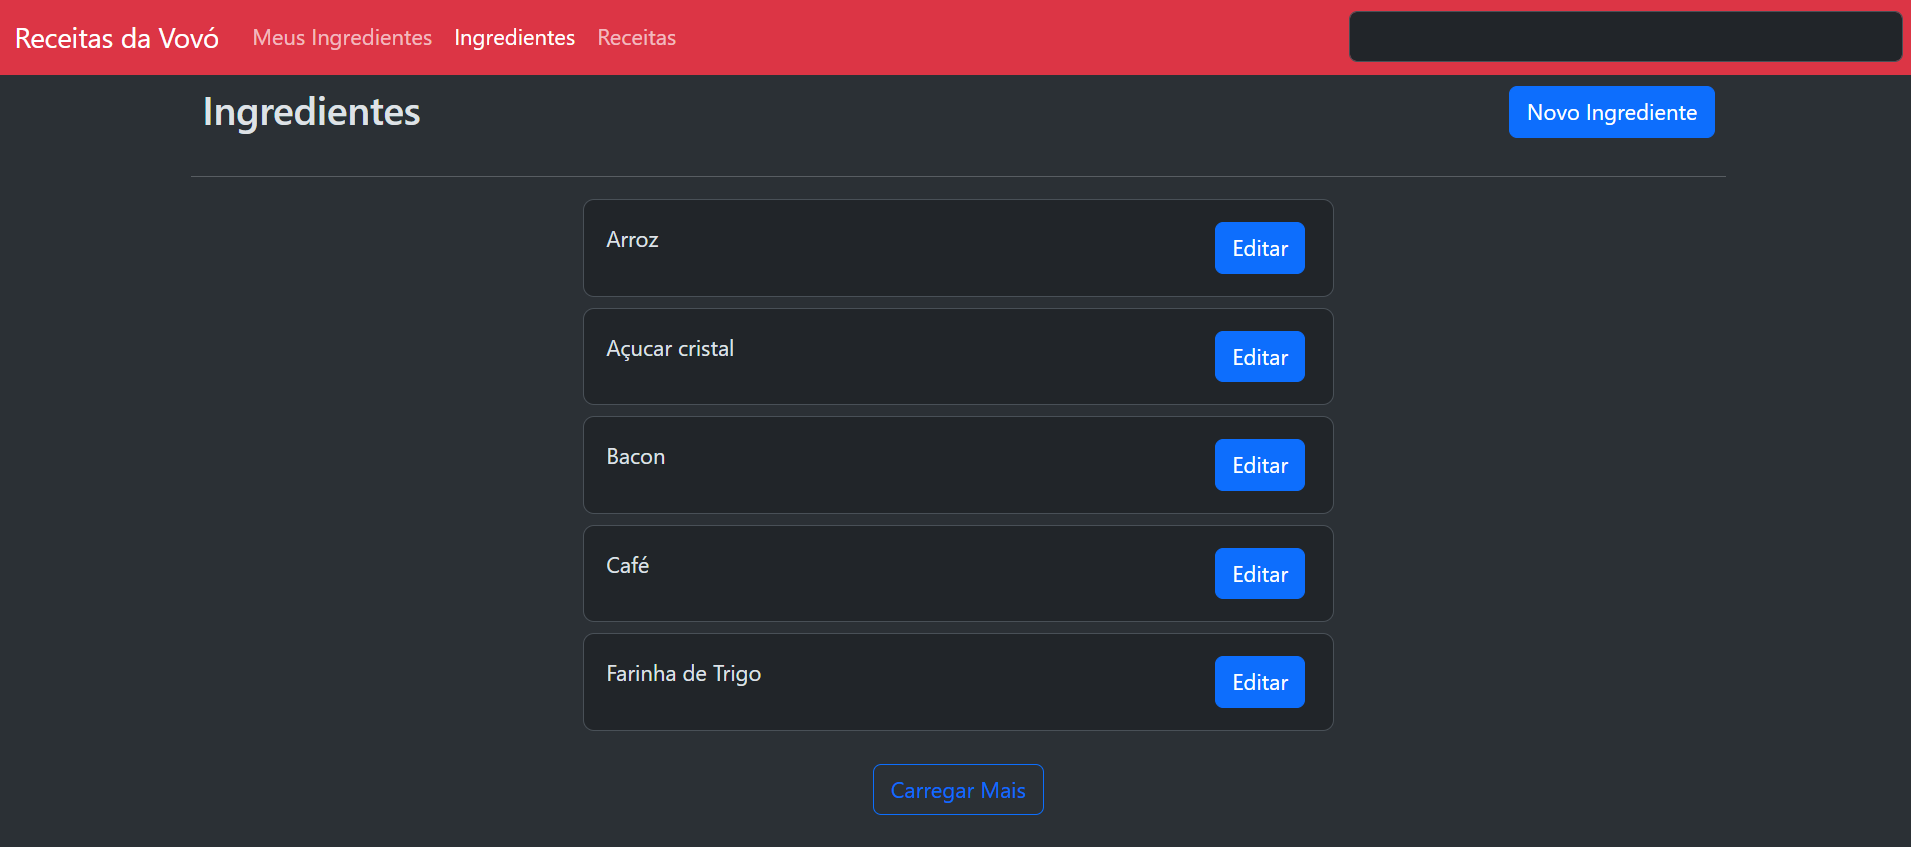 Receitas da Vovó Meus Ingredientes Ingredientes Receitas
Ingredientes Novo Ingrediente
Arroz Editar
Açucar cristal Editar
Bacon Editar
Café Editar
Farinha de Trigo Editar
Carregar Mais